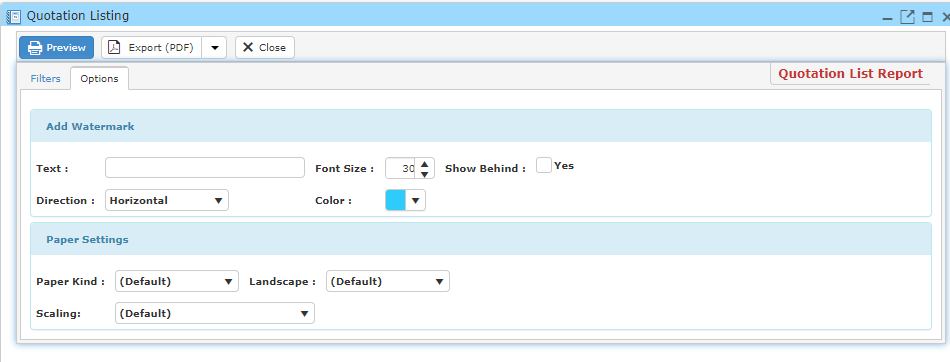 Quotation Listing
Preview Export (PDF) Close
Filters Options Quotation List Report
Add Watermark
Text : Font Size : 30 Show Behind : Yes
Direction : Horizontal Color :
Paper Settings
Paper Kind : (Default) Landscape : (Default)
Scaling: (Default)